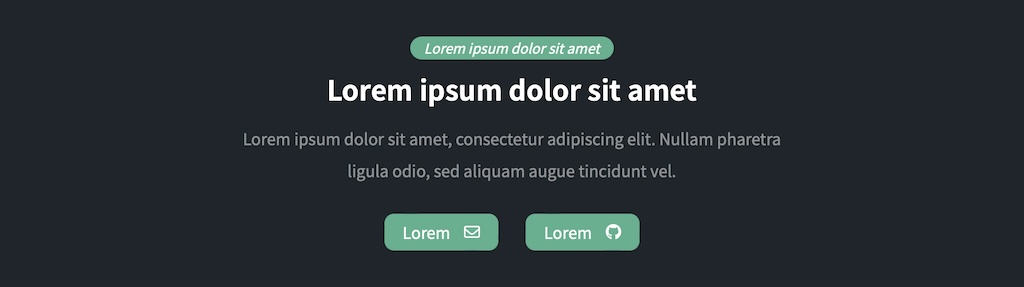 Lorem ipsum dolor sit amet
Lorem ipsum dolor sit amet
Lorem ipsum dolor sit amet, consectetur adipiscing elit. Nullam pharetra
ligula odio, sed aliquam augue tincidunt vel.
Lorem
Lorem